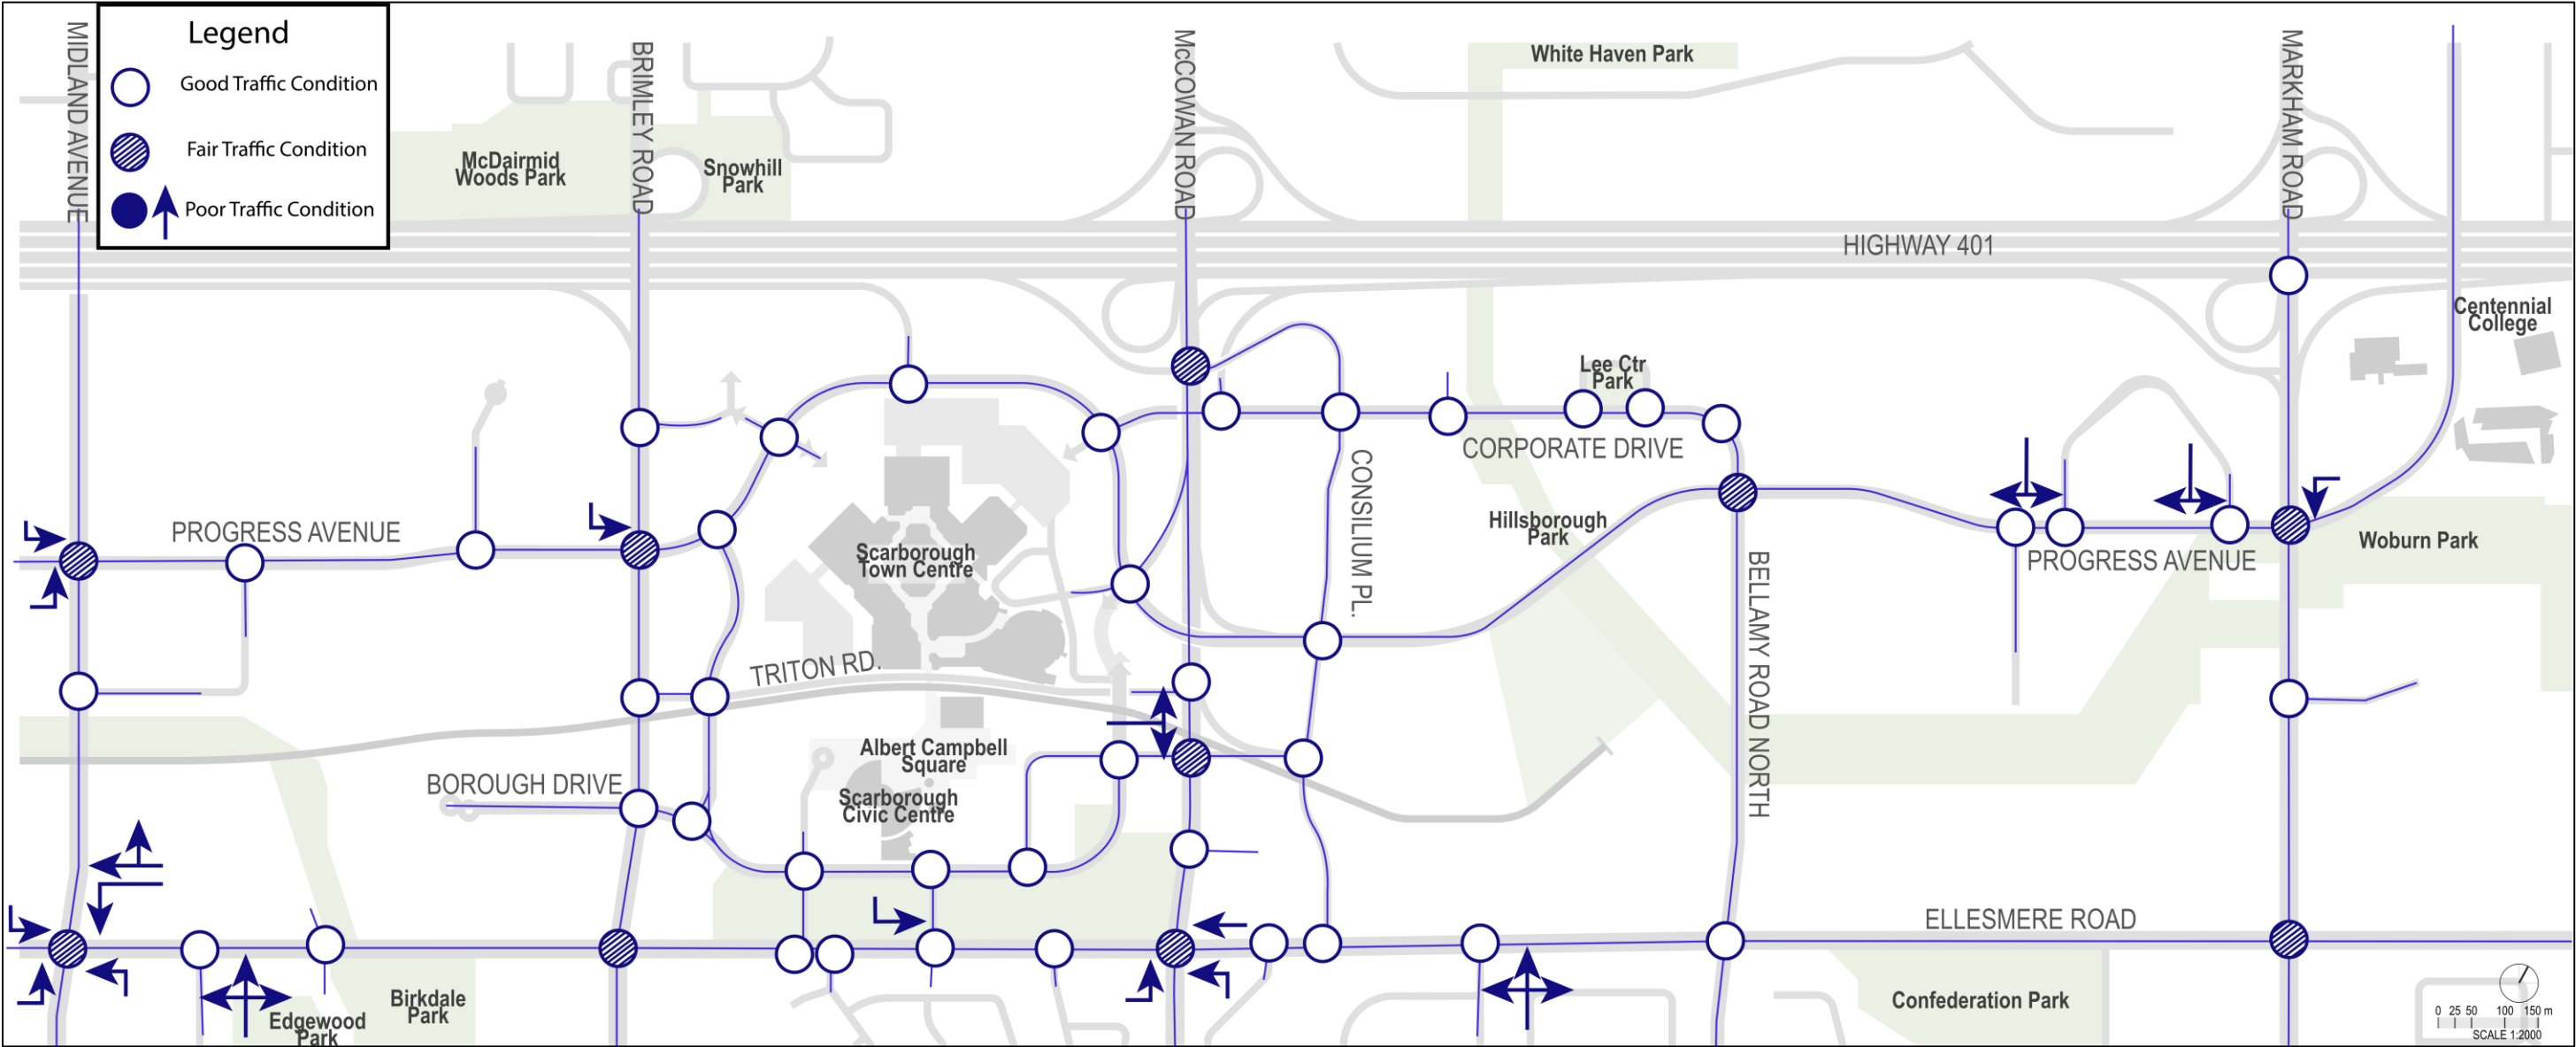 Legend
Good Traffic Condition
Fair Traffic Condition
Poor Traffic Condition
MIDLAND AVENUE
BRIMLEY ROAD
McCOWAN ROAD
MARKHAM ROAD
White Haven Park
McDairmid
Woods Park
Snowhill
Park
HIGHWAY 401
Centennial
College
Lee Ctr
Park
CORPORATE DRIVE
CONSILIUM PL.
PROGRESS AVENUE
Hillsborough
Park
Scarborough
Town Centre
BELLAMY ROAD NORTH
PROGRESS AVENUE
Woburn Park
TRITON RD.
Albert Campbell
Square
BOROUGH DRIVE
Scarborough
Civic Centre
ELLESMERE ROAD
Birkdale
Park
Edgewood
Park
Confederation Park
0 25 50 100 150 m
SCALE 1:2000